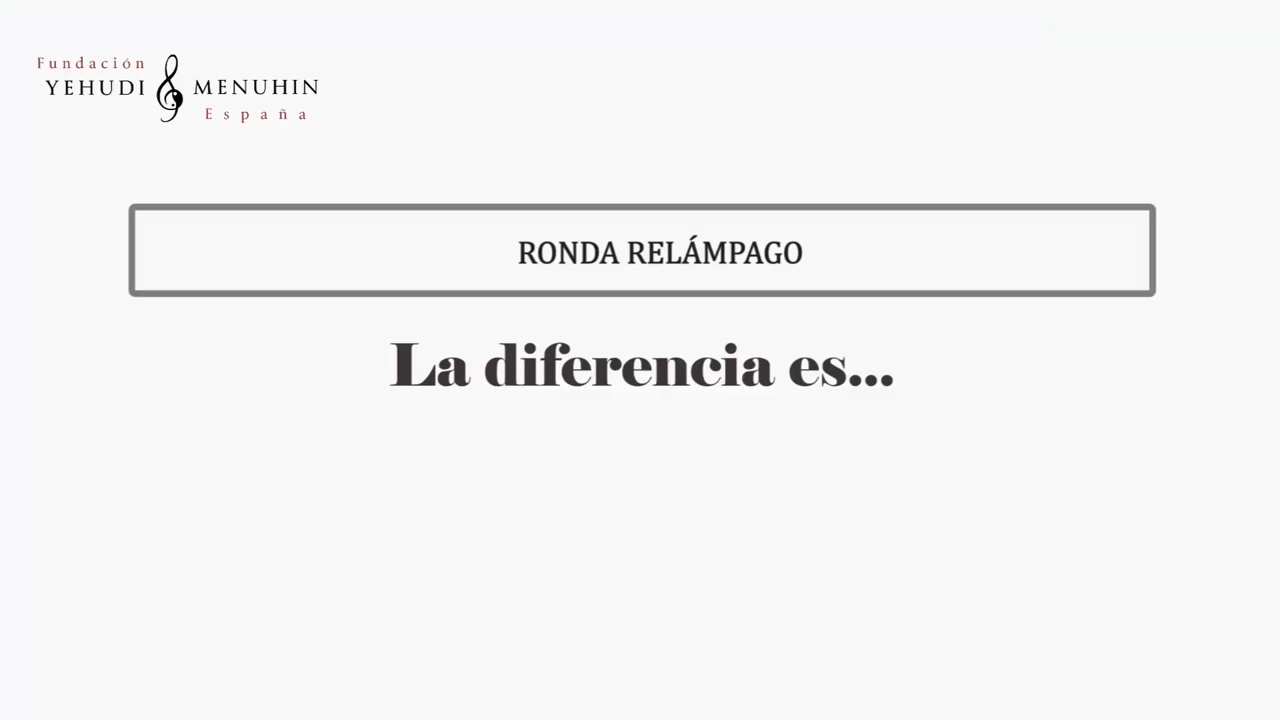 Fundación
YEHUDI MENUHIN
España
RONDA RELÁMPAGO
La diferencia es...